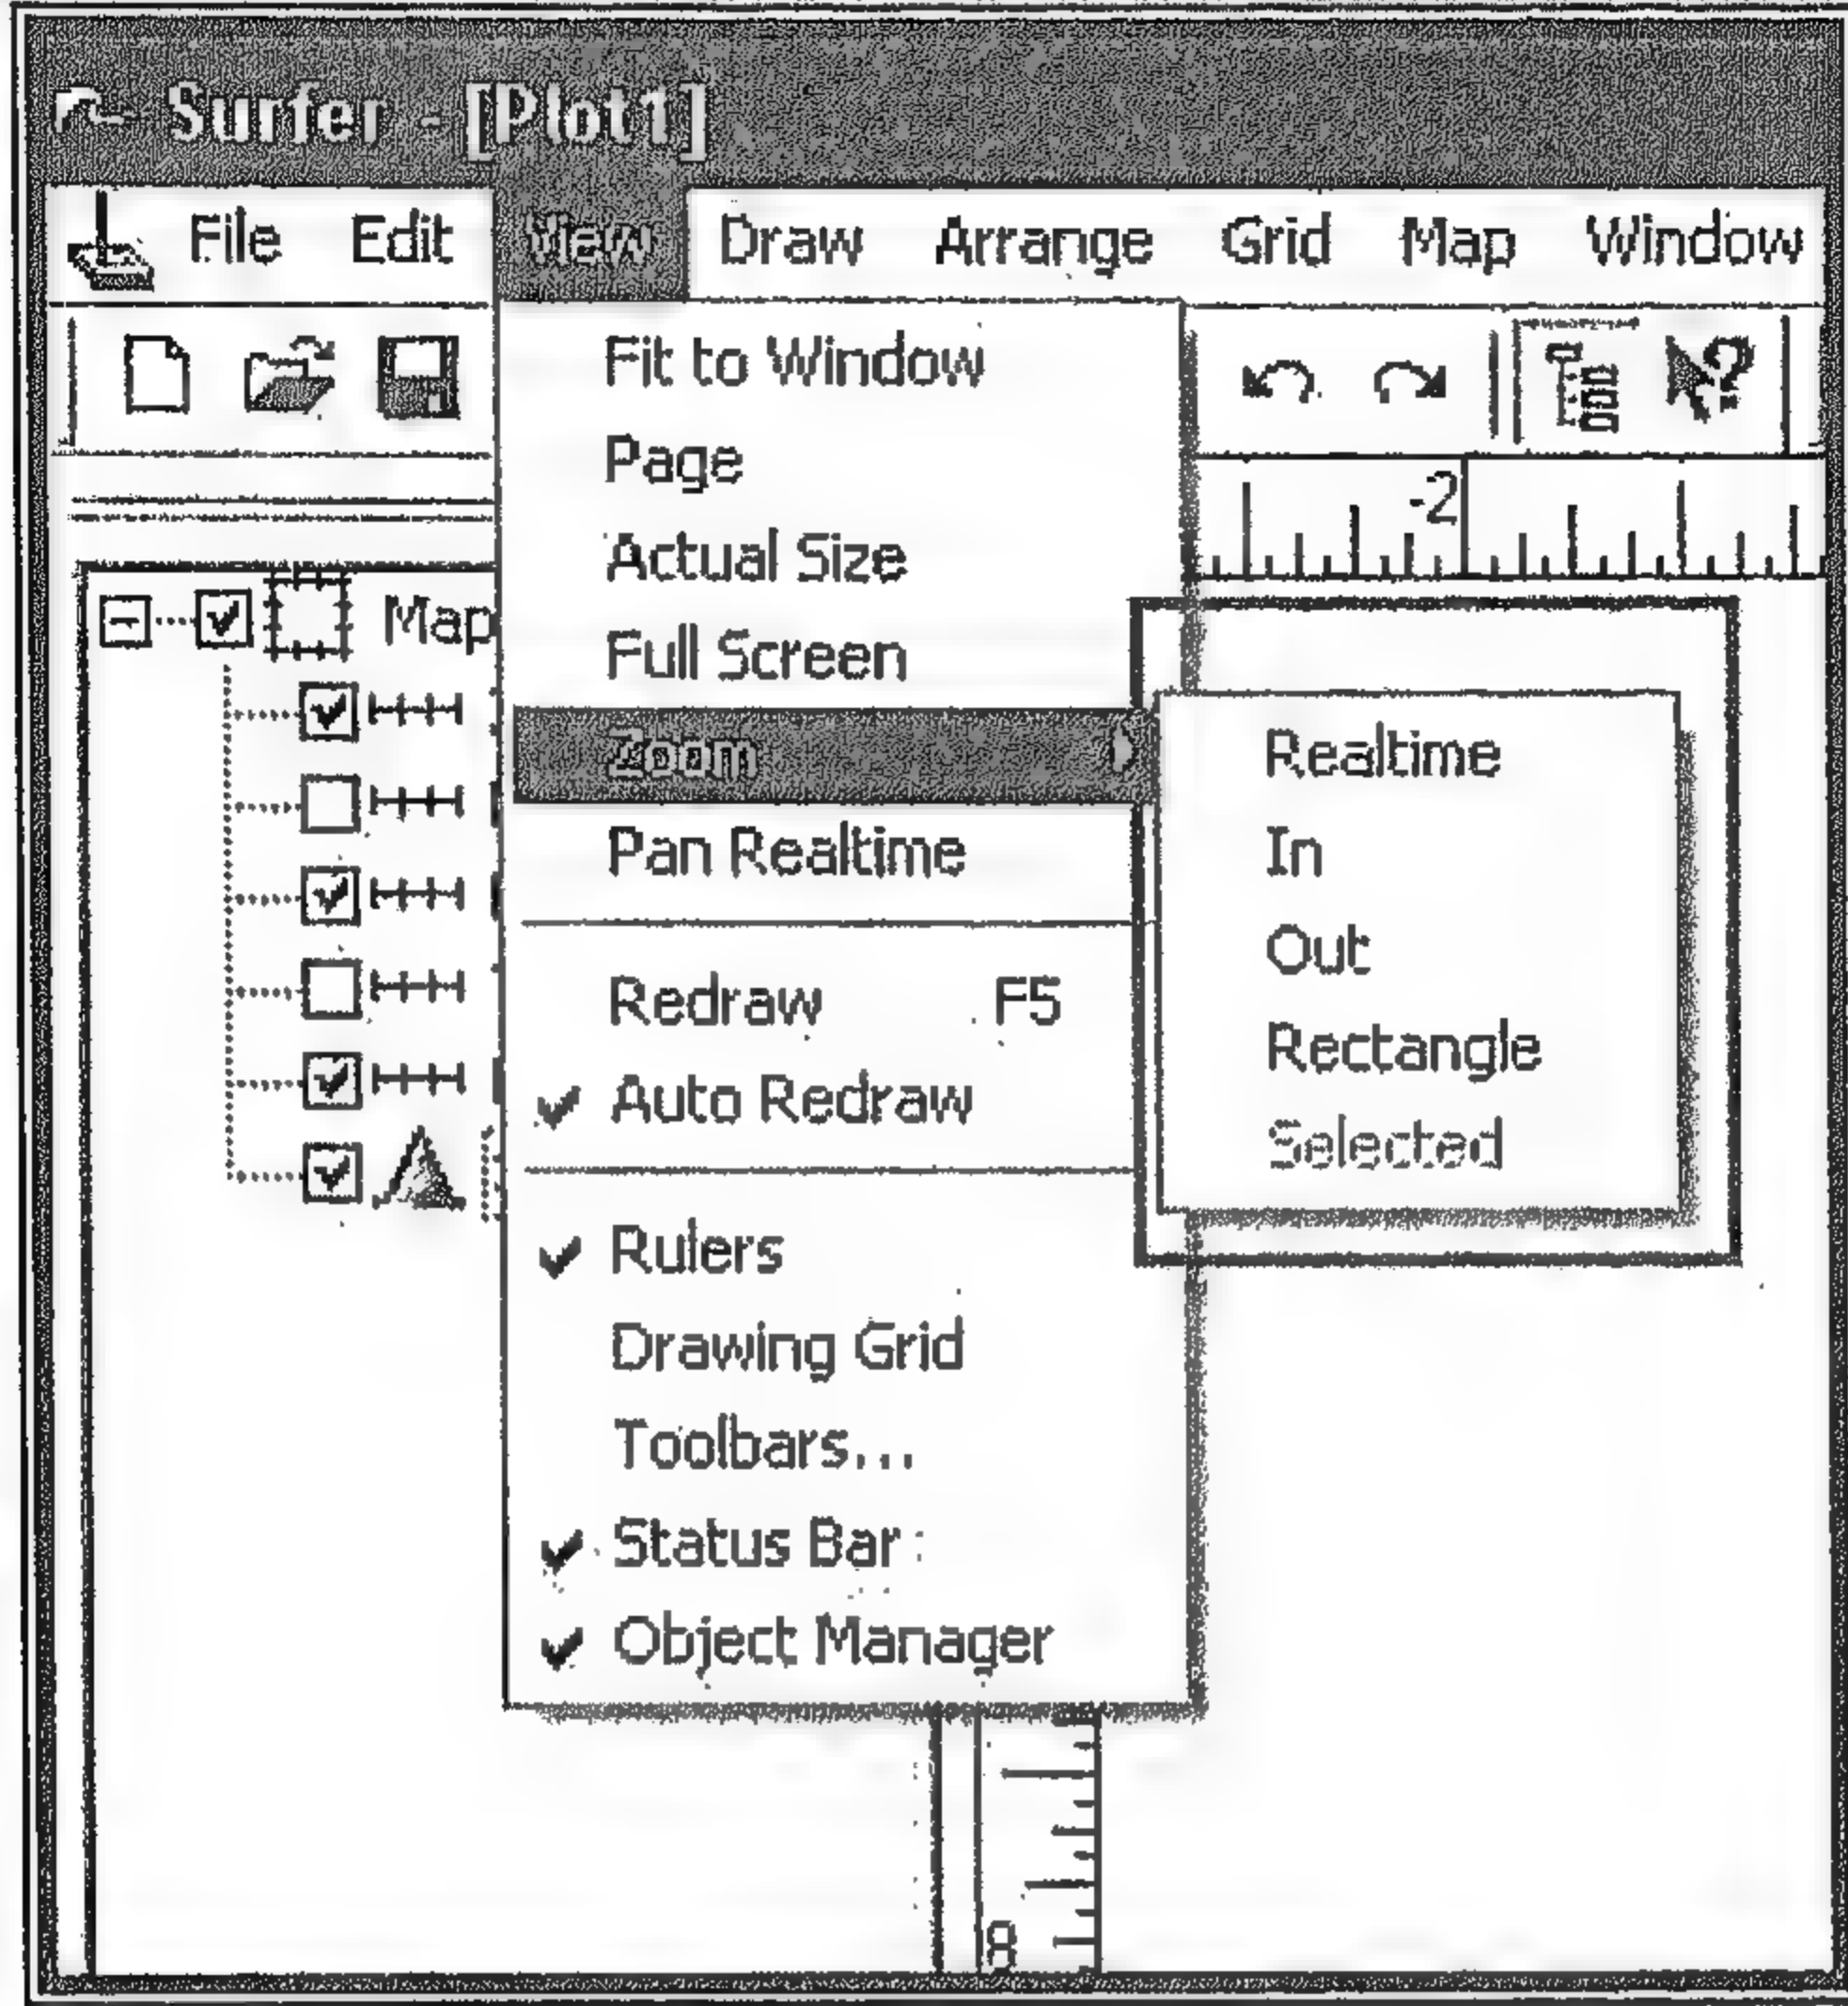 Surfer - [Plot1]
File Edit View Draw Arrange Grid Map Window
Fit to Window
Page
-2
Actual Size
Map
Full Screen
Zoom
Realtime
Pan Realtime
In
Out
Redraw F5
Rectangle
Auto Redraw
Selected
Rulers
Drawing Grid
Toolbars...
Status Bar
Object Manager
8